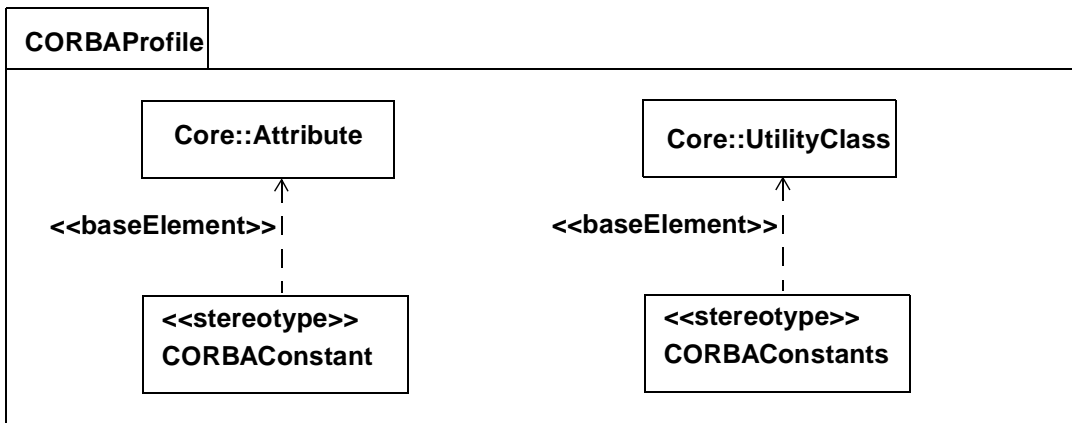 CORBAProfile
Core::Attribute
Core::UtilityClass
<<baseElement>>
<<baseElement>>
<<stereotype>>
CORBAConstant
<<stereotype>>
CORBAConstants